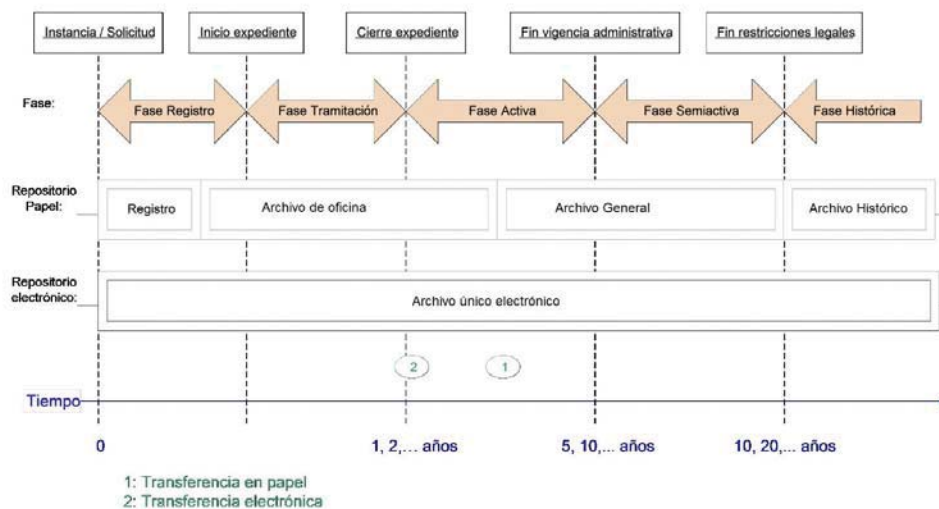 Instancia / Solicitud
Inicio expediente
Cierre expediente
Fin vigencia administrativa
Fin restricciones legales
Fase:
Fase Registro
Fase Tramitación
Fase Activa
Fase Semiactiva
Fase Histórica
Repositorio
Papel:
Registro
Archivo de oficina
Archivo General
Archivo Histórico
Repositorio
electrónico:
Archivo único electrónico
2
1
Tiempo
0
1, 2,... años
5, 10,... años
10, 20,... años
1: Transferencia en papel
2: Transferencia electrónica